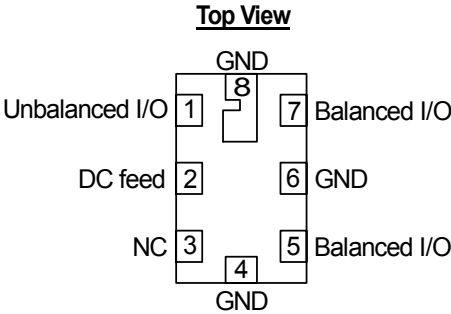 Top View
GND
8
Unbalanced I/O 1 7 Balanced I/O
DC feed 2 6 GND
NC 3 5 Balanced I/O
4
GND